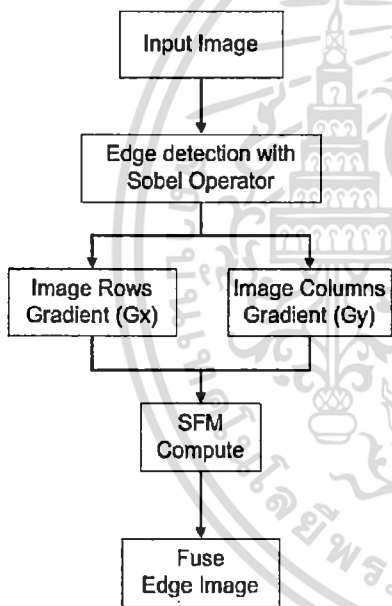 Input Image
Edge detection with
Sobel Operator
Image Rows
Gradient (Gx)
Image Columns
Gradient (Gy)
SFM
Compute
Fuse
Edge Image